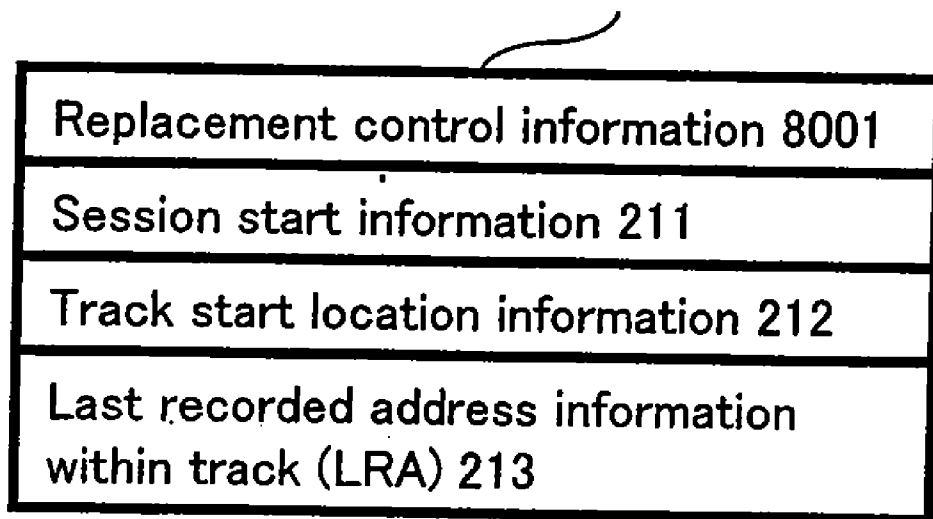 Replacement control information 8001
Session start information 211
Track start location information 212
Last recorded address information
within track (LRA) 213